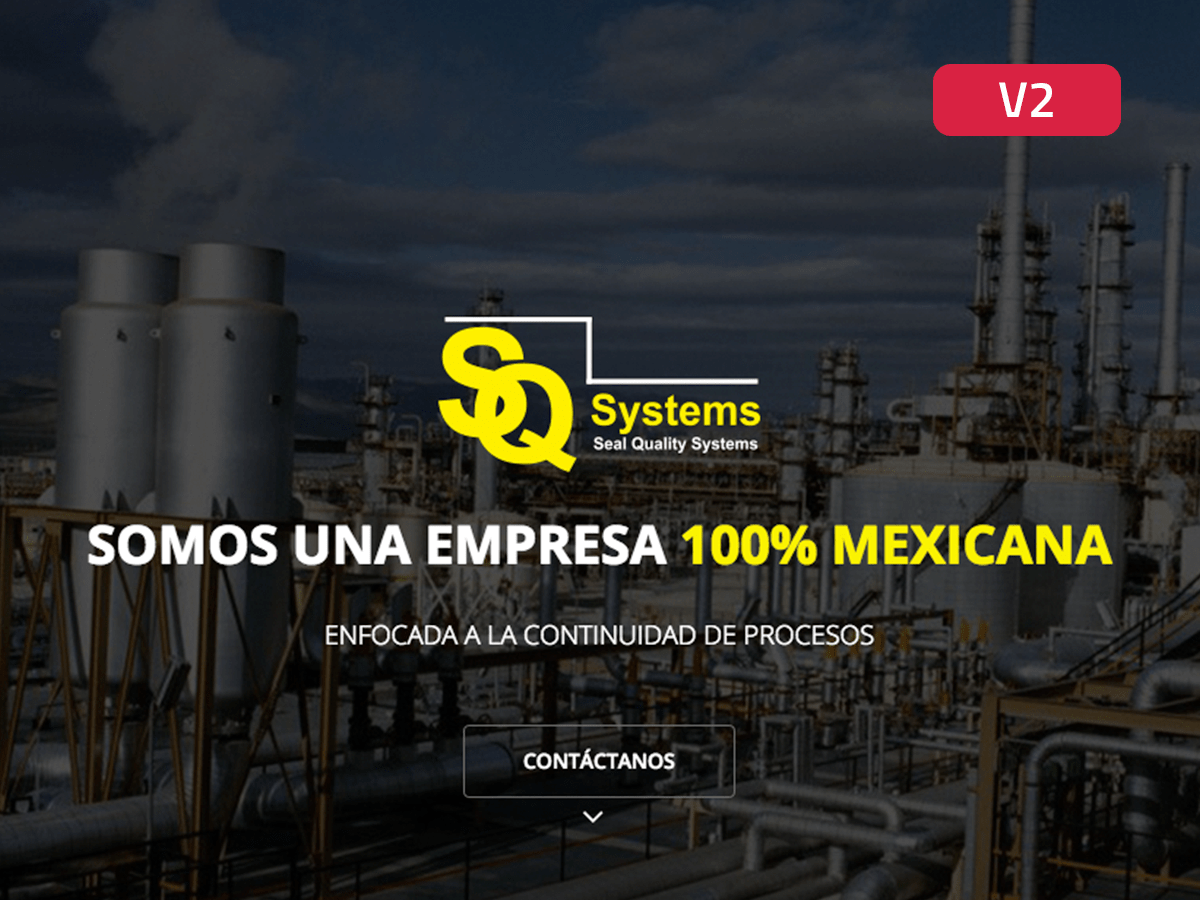 V2
SQ
Systems
Seal Quality Systems
SOMOS UNA EMPRESA 100% MEXICANA
ENFOCADA A LA CONTINUIDAD DE PROCESOS
CONTÁCTANOS